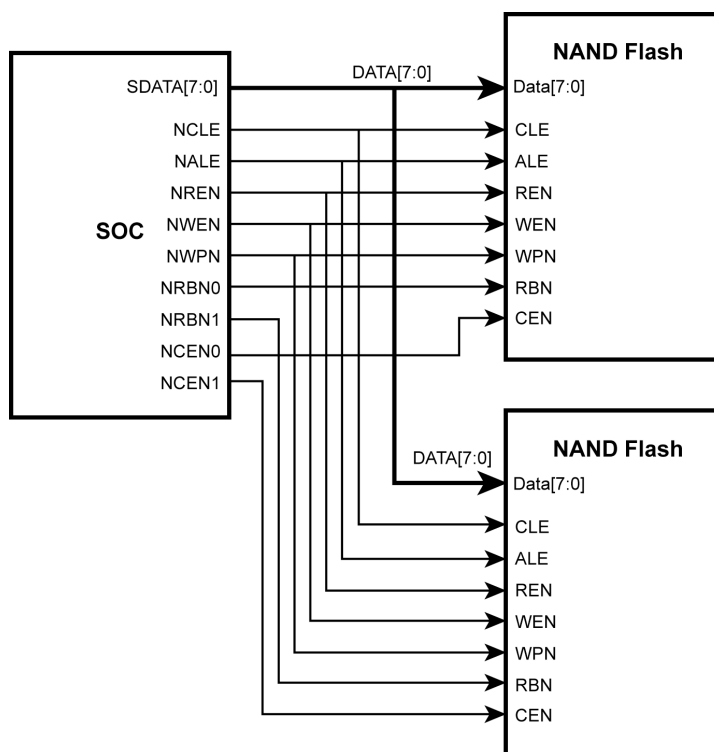 SOC
SDATA[7:0]
NCLE
NALE
NREN
NWEN
NWPN
NRBN0
NRBN1
NCEN0
NCEN1
DATA[7:0]
NAND Flash
Data[7:0]
CLE
ALE
REN
WEN
WPN
RBN
CEN
DATA[7:0]
NAND Flash
Data[7:0]
CLE
ALE
REN
WEN
WPN
RBN
CEN